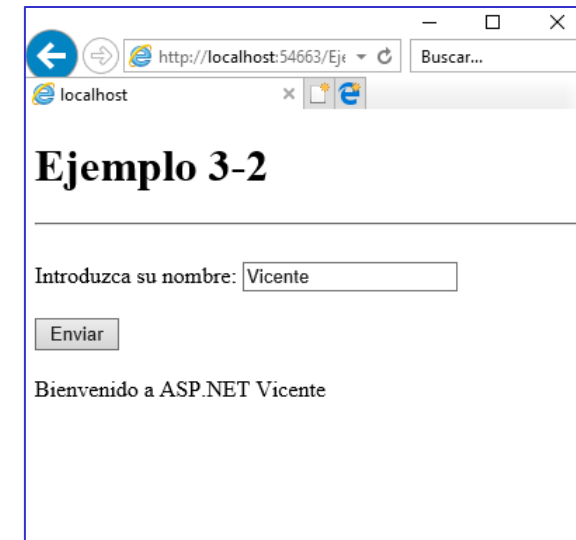 http://localhost:54663/Eje
Buscar...
localhost
Ejemplo 3-2
Introduzca su nombre: Vicente
Enviar
Bienvenido a ASP.NET Vicente